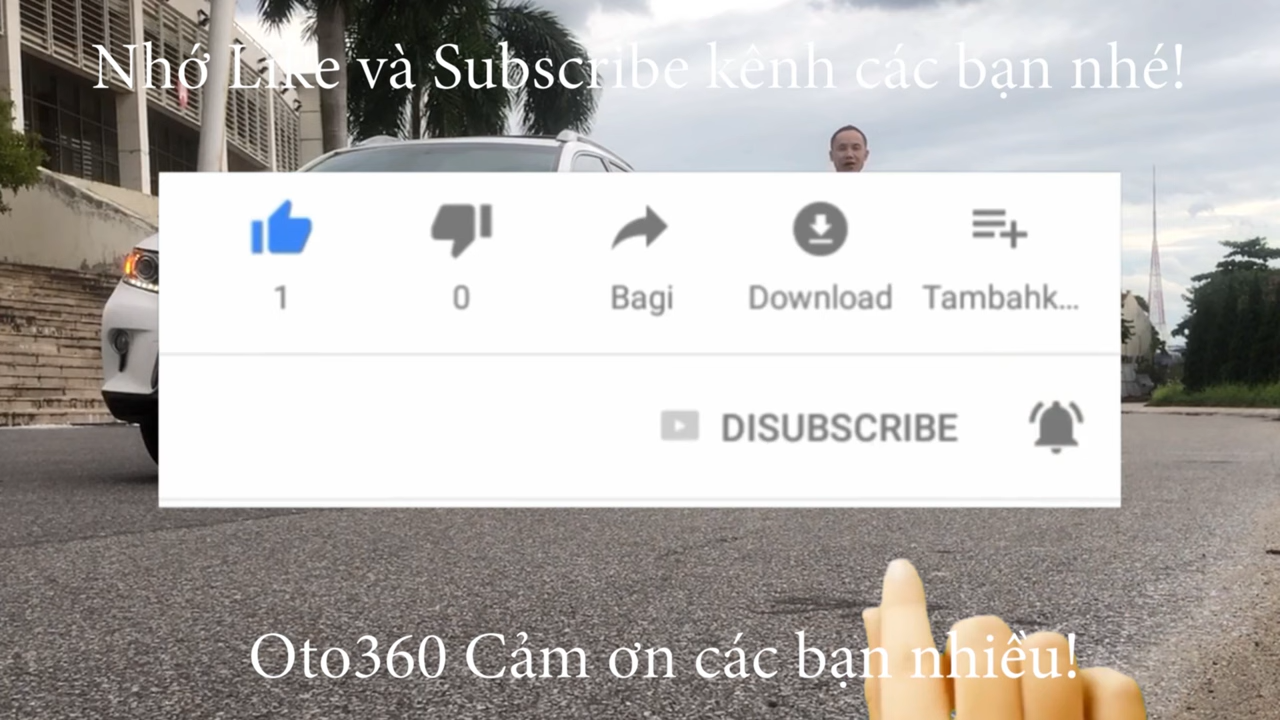 Nhớ Like và Subscribe kênh các bạn nhé!
1
0
Bagi
Download
Tambahk...
DISUBSCRIBE
Oto360 Cảm ơn các bạn nhiều!